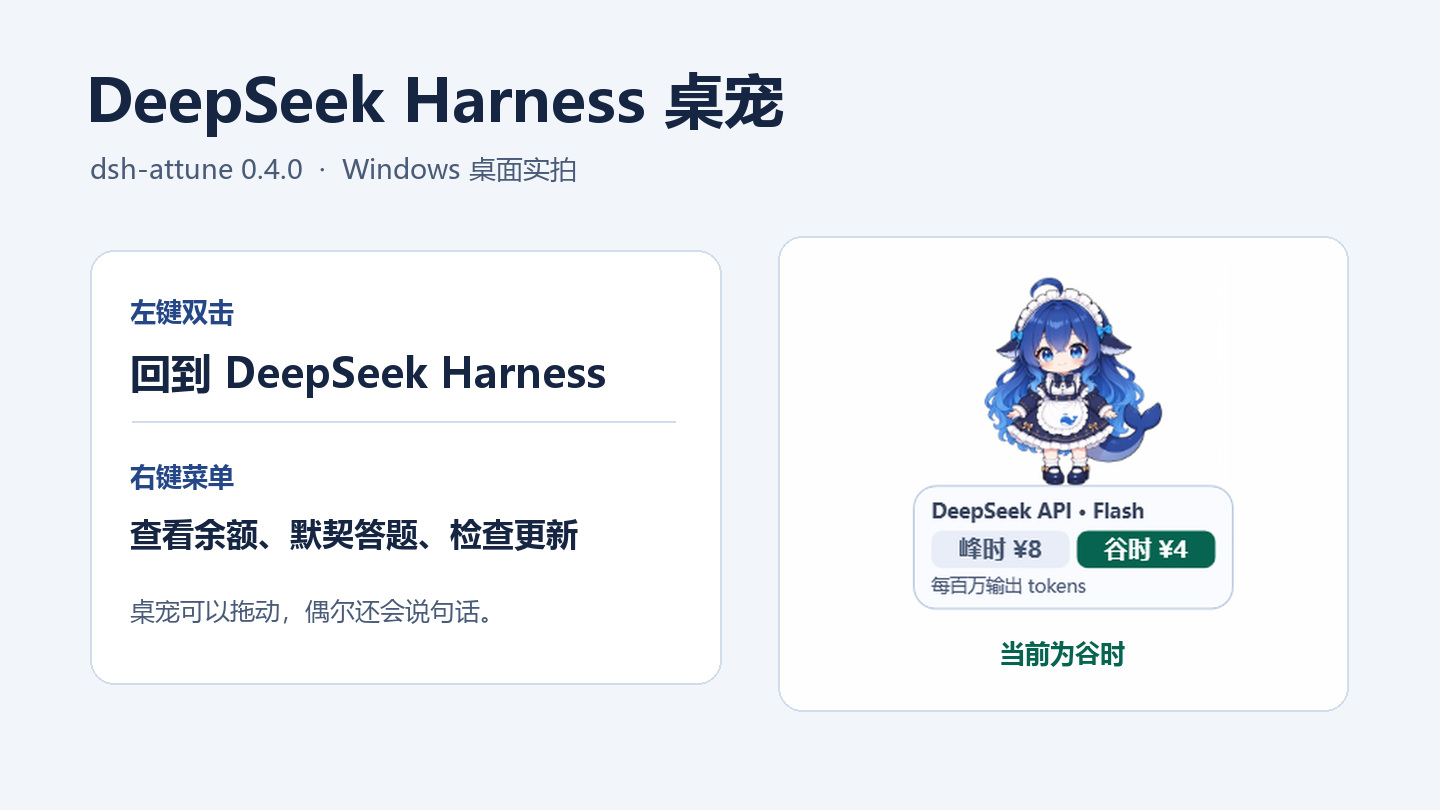 DeepSeek Harness 桌宠
dsh-attune 0.4.0 · Windows 桌面实拍
左键双击
回到 DeepSeek Harness
右键菜单
查看余额、默契答题、检查更新
桌宠可以拖动，偶尔还会说句话。
DeepSeek API • Flash
峰时 ¥8 谷时 ¥4
每百万输出 tokens
当前为谷时